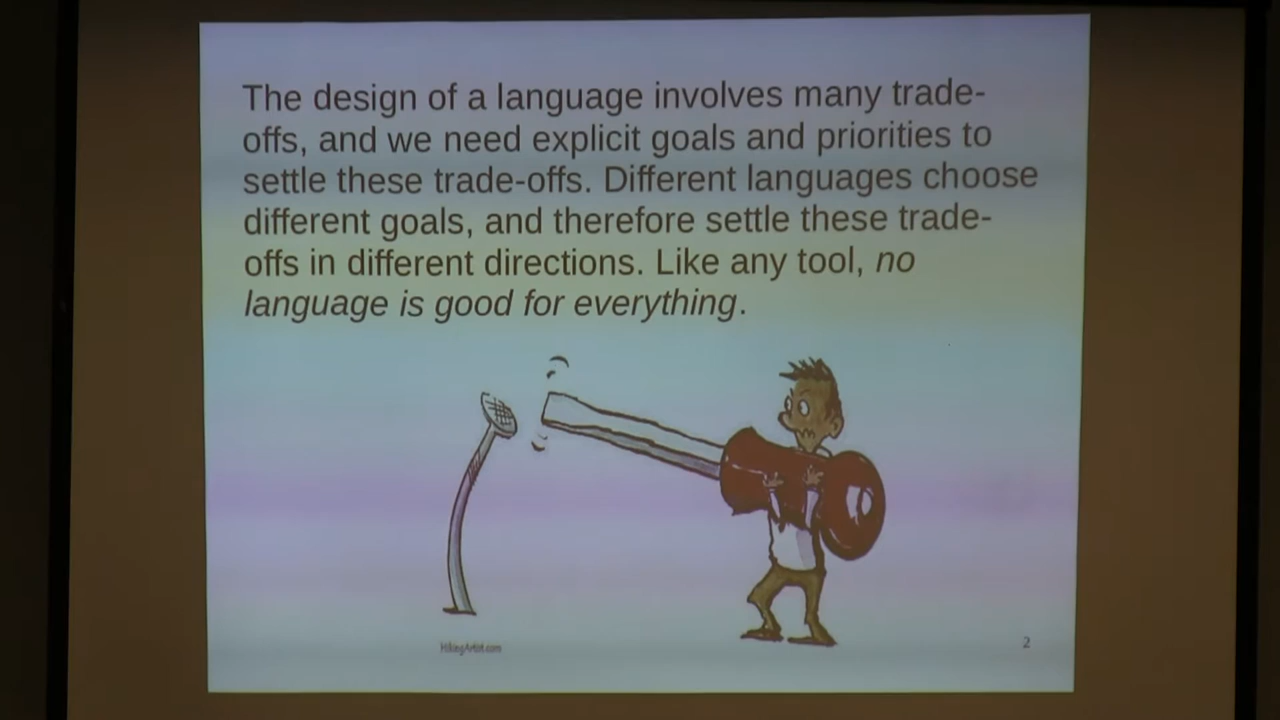 The design of a language involves many trade-
offs, and we need explicit goals and priorities to
settle these trade-offs. Different languages choose
different goals, and therefore settle these trade-
offs in different directions. Like any tool, no
language is good for everything.
HikingArtist.com
2